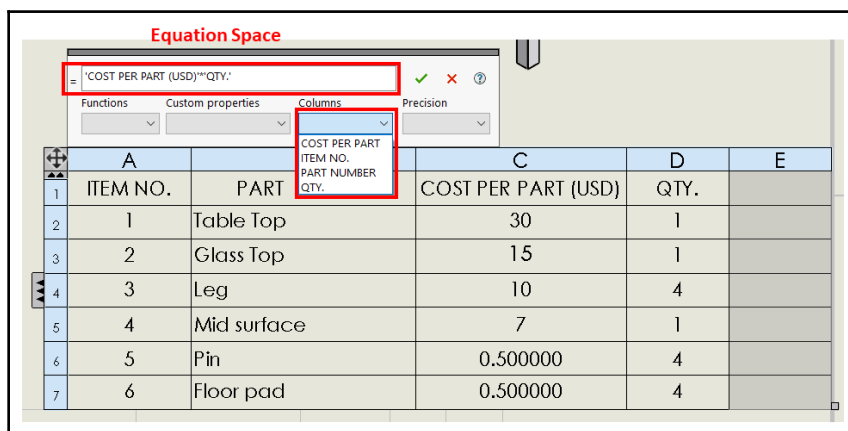 Equation Space
= 'COST PER PART (USD)'*'QTY.'
Functions Custom properties Columns Precision
COST PER PART
ITEM NO.
PART NUMBER
QTY.
A C D E
1 ITEM NO. PART COST PER PART (USD) QTY.
2 1 Table Top 30 1
3 2 Glass Top 15 1
4 3 Leg 10 4
5 4 Mid surface 7 1
6 5 Pin 0.500000 4
7 6 Floor pad 0.500000 4